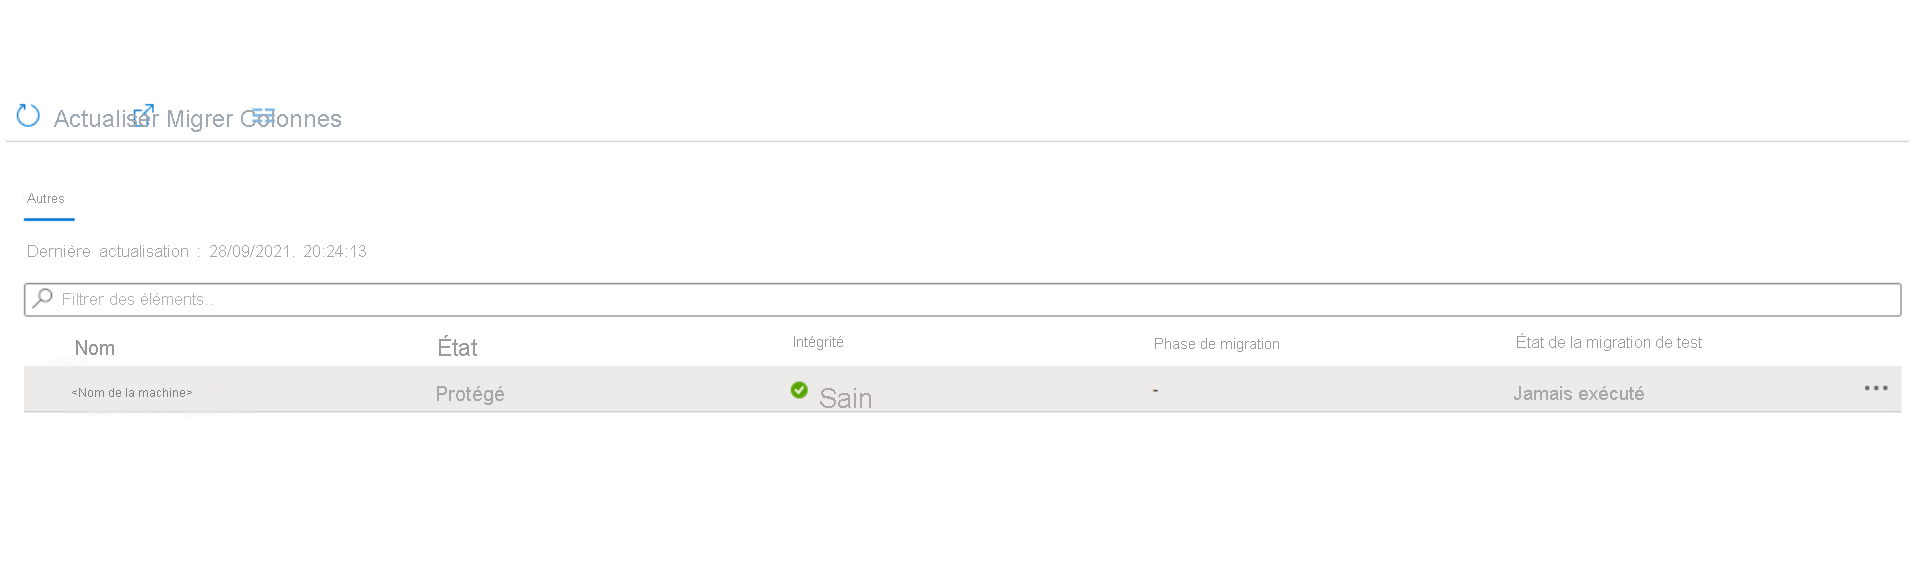 Actualiser Migrer Colonnes
Autres
Dernière actualisation : 28/09/2021. 20:24:13
Filtrer des éléments..
Nom État Intégrité Phase de migration État de la migration de test
<Nom de la machine> Protégé Sain - Jamais exécuté